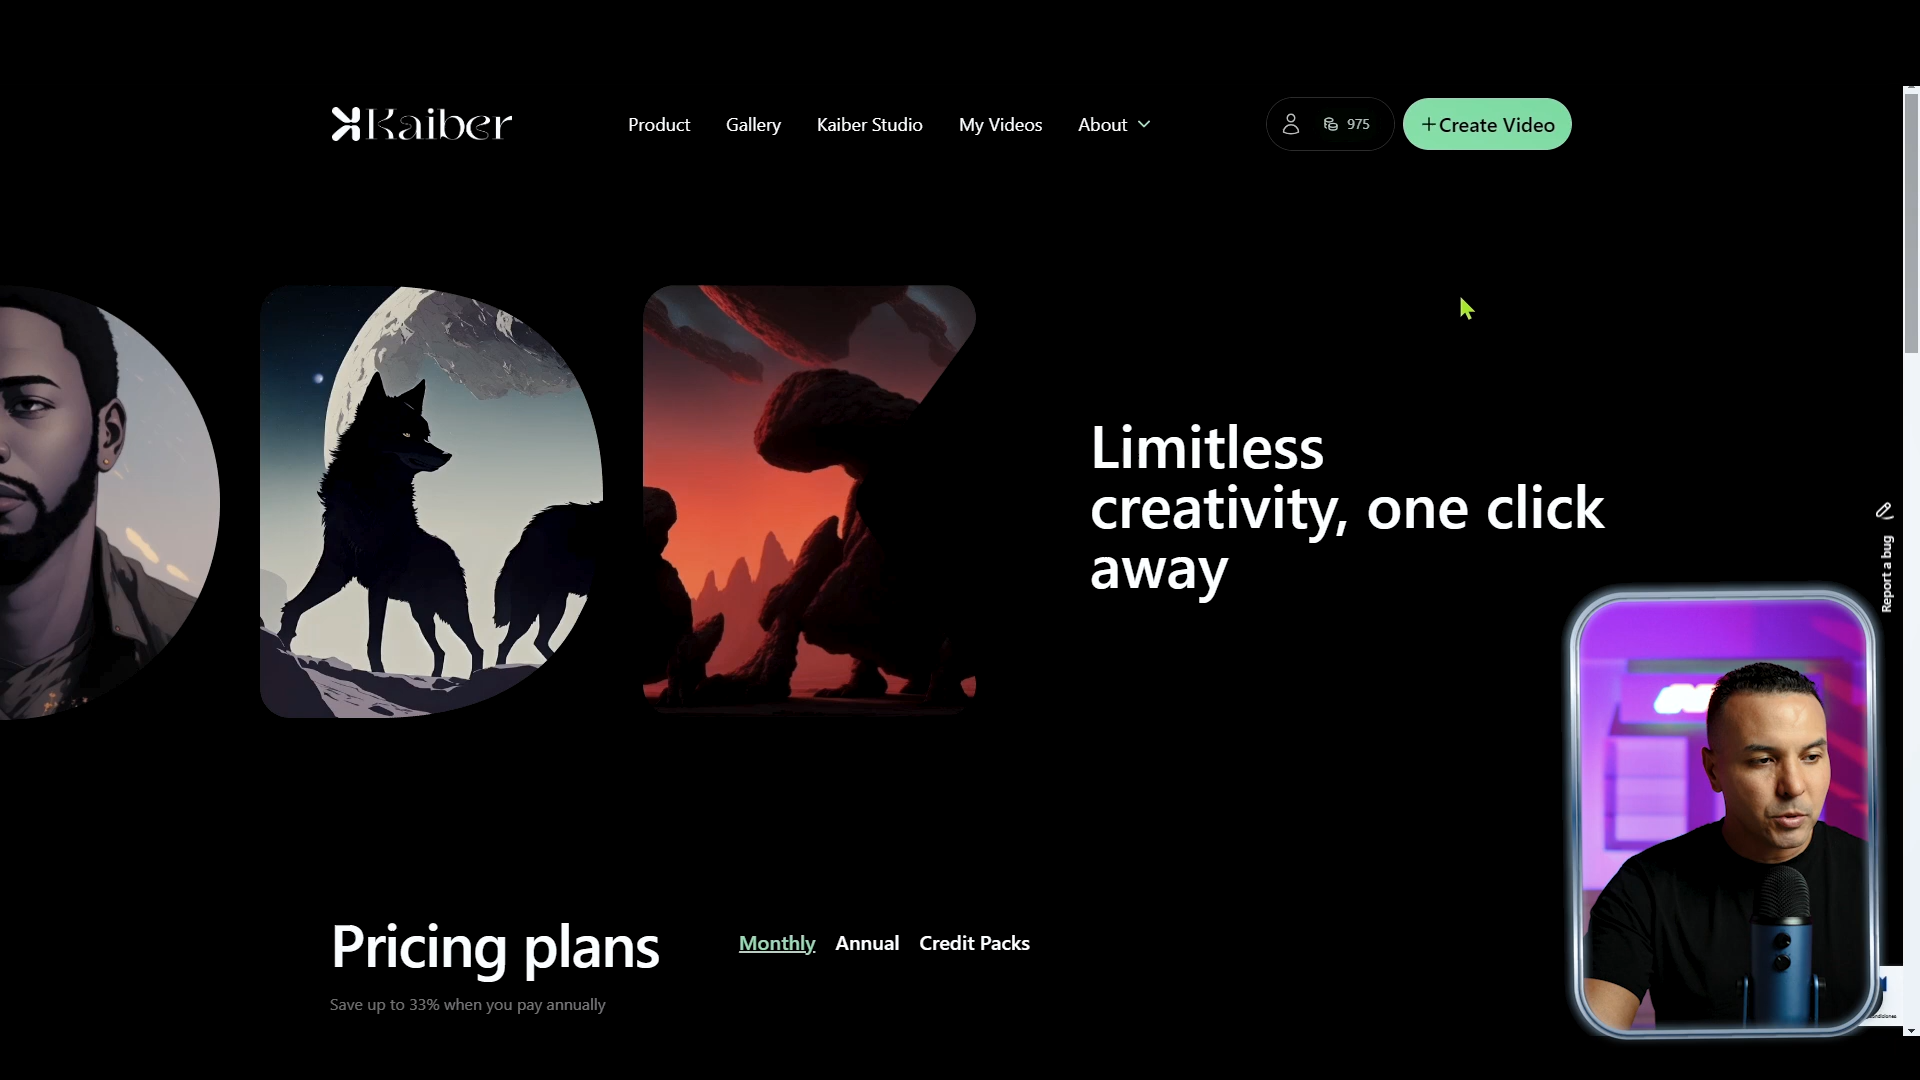 Kaiber
Product
Gallery
Kaiber Studio
My Videos
About
975
+Create Video
Limitless
creativity, one click
away
Report a bug
Pricing plans
Monthly
Annual
Credit Packs
Save up to 33% when you pay annually